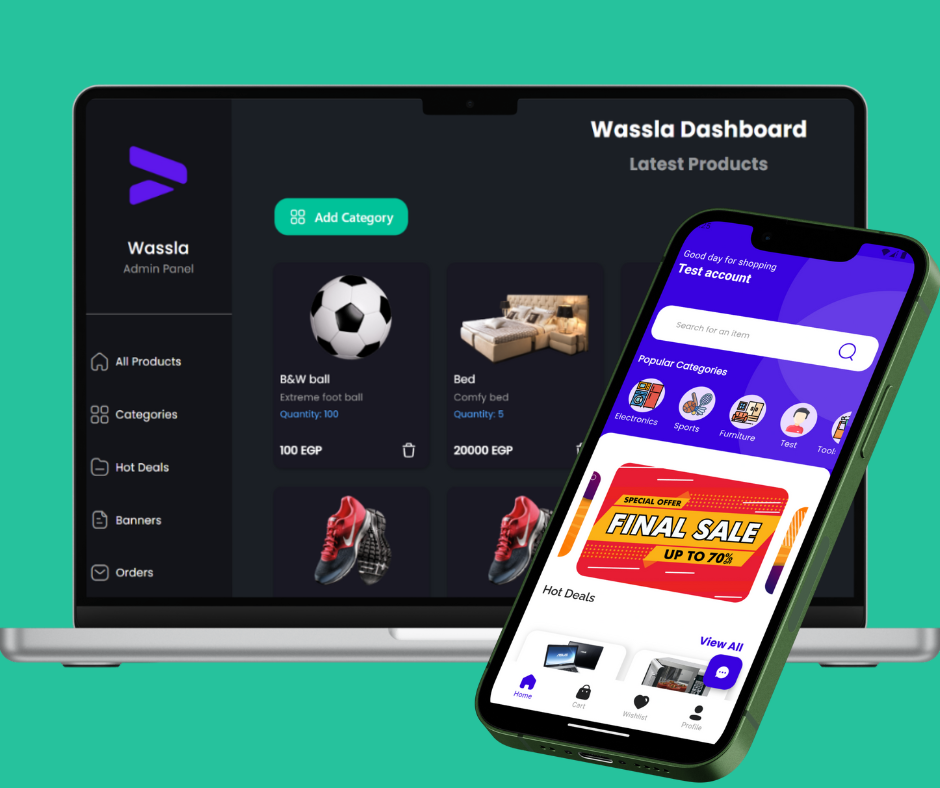 Wassla Dashboard
Latest Products
Add Category
Wassla
Admin Panel
All Products
Categories
Hot Deals
Banners
Orders
B&W ball
Extreme foot ball
Quantity: 100
100 EGP
Bed
Comfy bed
Quantity: 5
20000 EGP
Good day for shopping
Test account
Search for an item
Popular Categories
Electronics
Sports
Furniture
Test
Tools
SPECIAL OFFER
FINAL SALE
UP TO 70%
Hot Deals
View All
Home
Cart
Wishlist
Profile